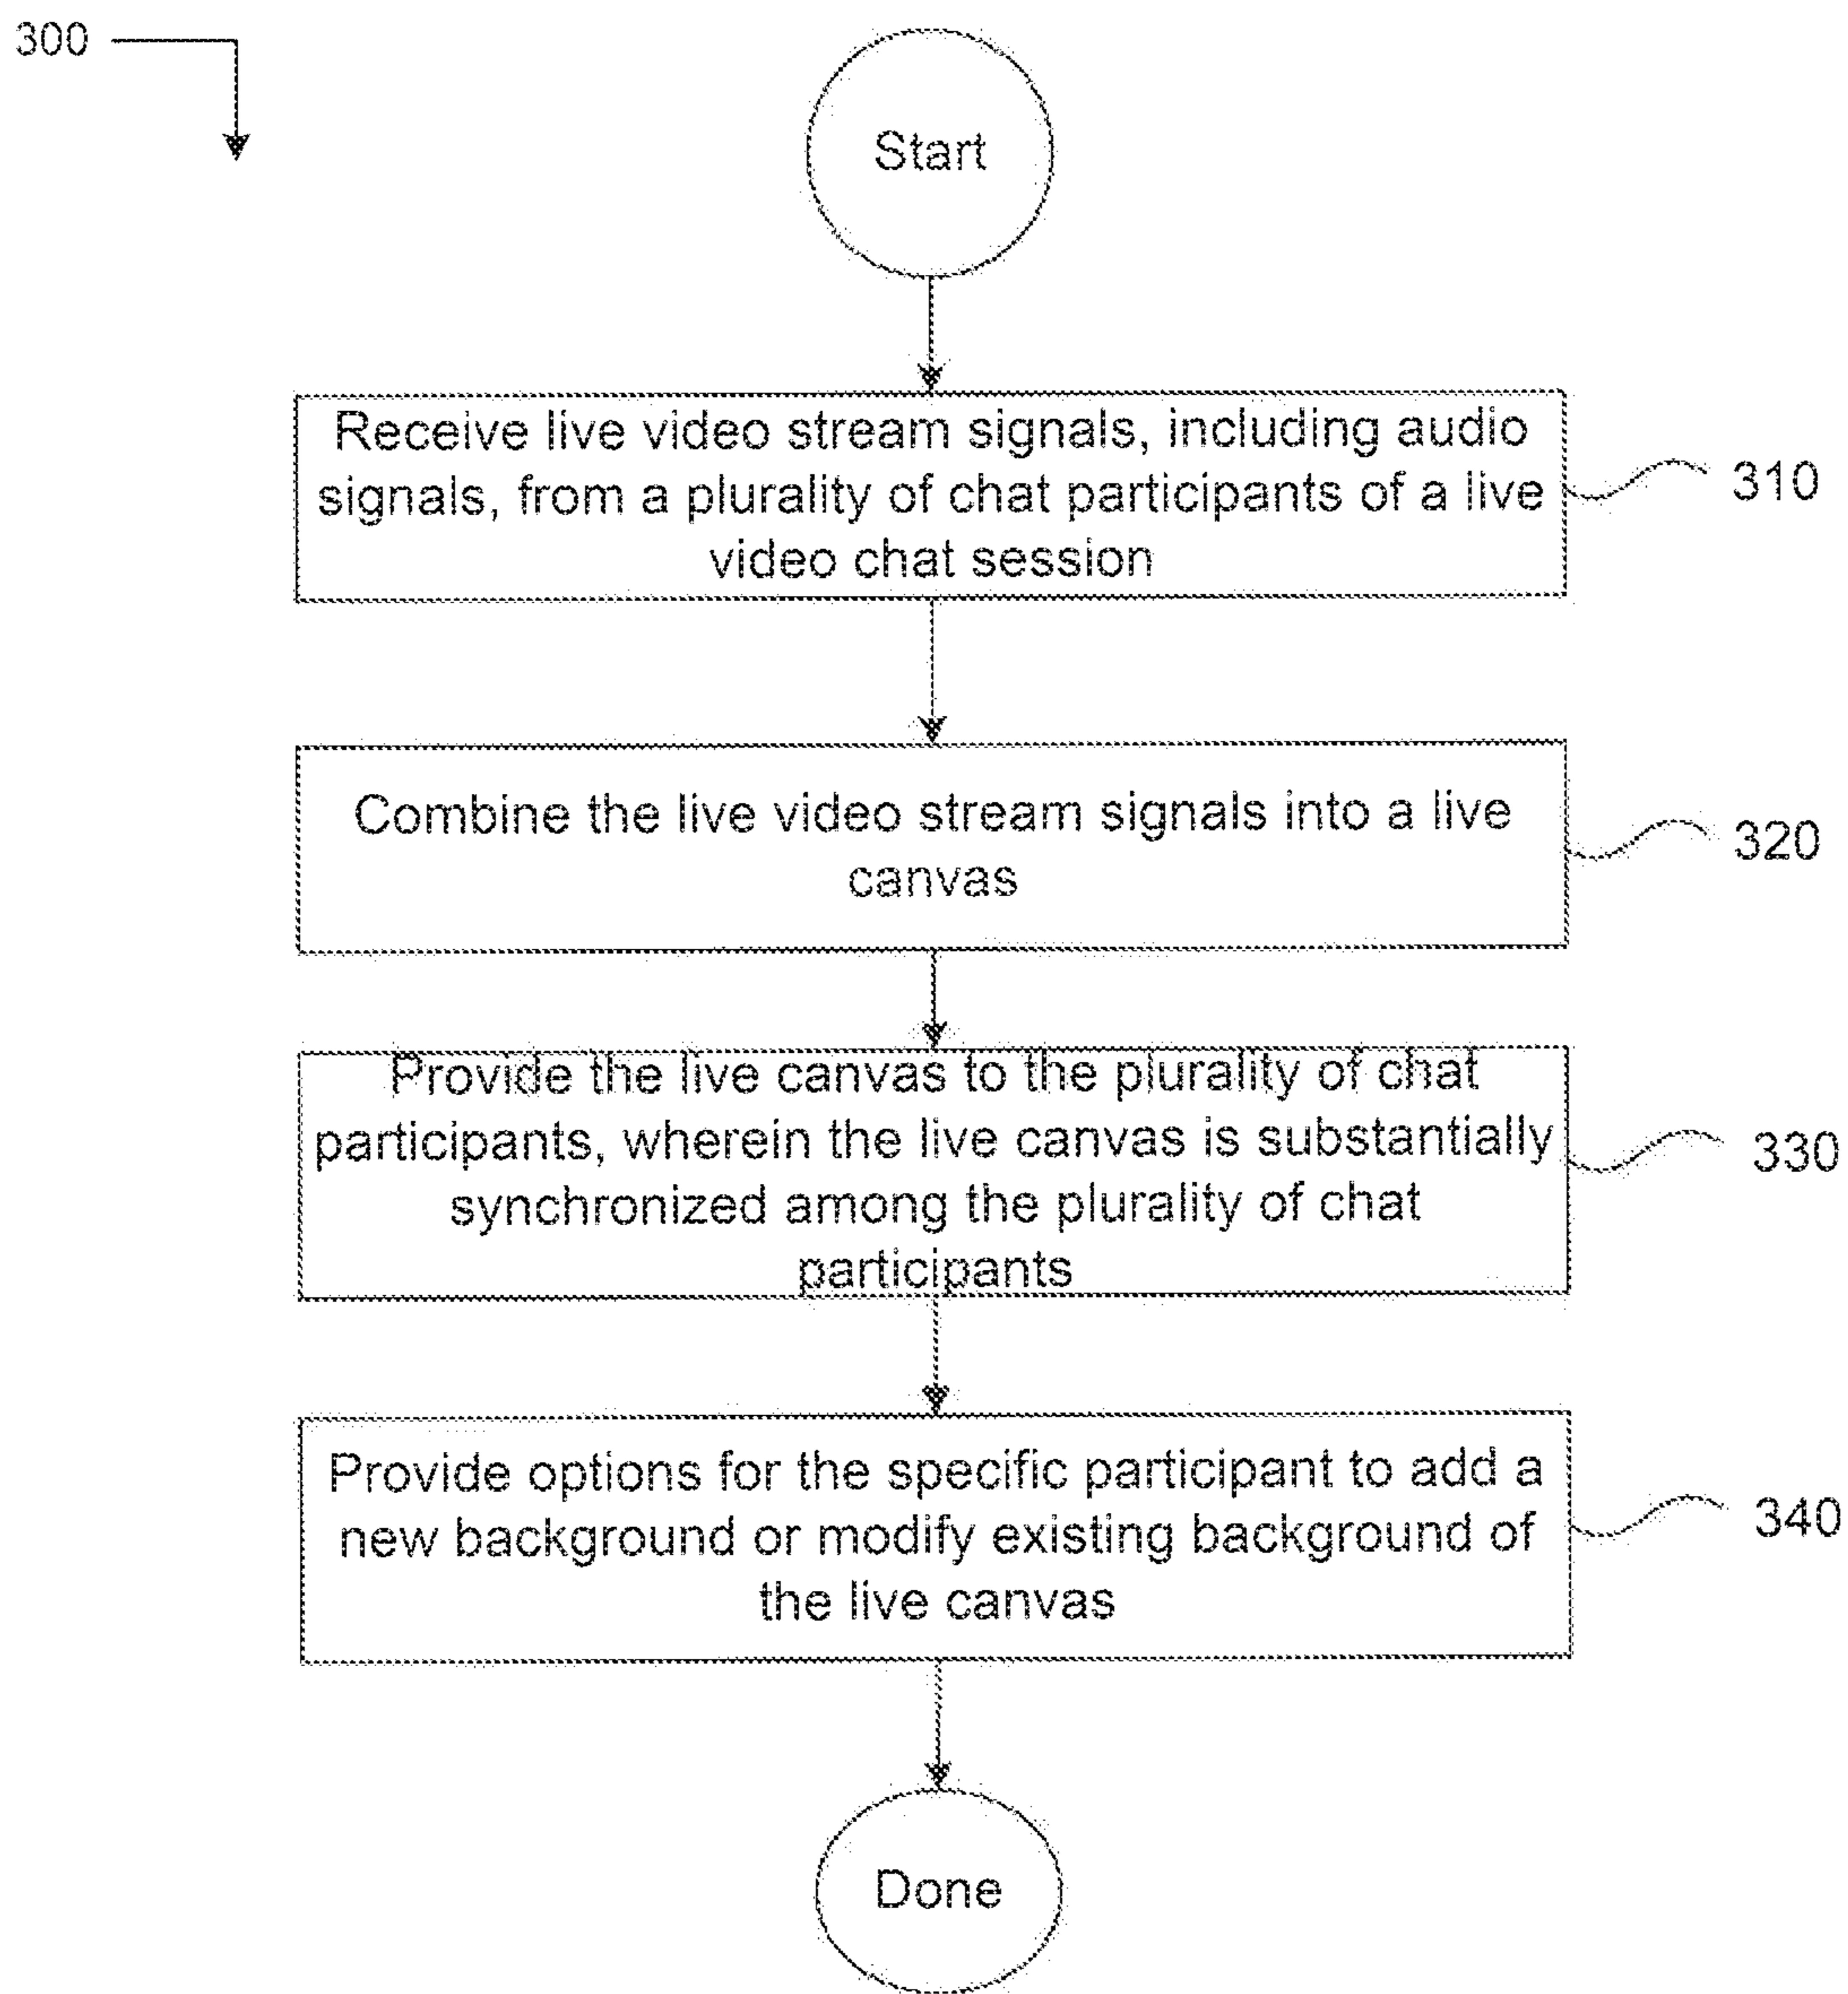 300
Start
Receive live video stream signals, including audio
signals, from a plurality of chat participants of a live
video chat session
310
Combine the live video stream signals into a live
canvas
320
Provide the live canvas to the plurality of chat
participants, wherein the live canvas is substantially
synchronized among the plurality of chat
participants
330
Provide options for the specific participant to add a
new background or modify existing background of
the live canvas
340
Done